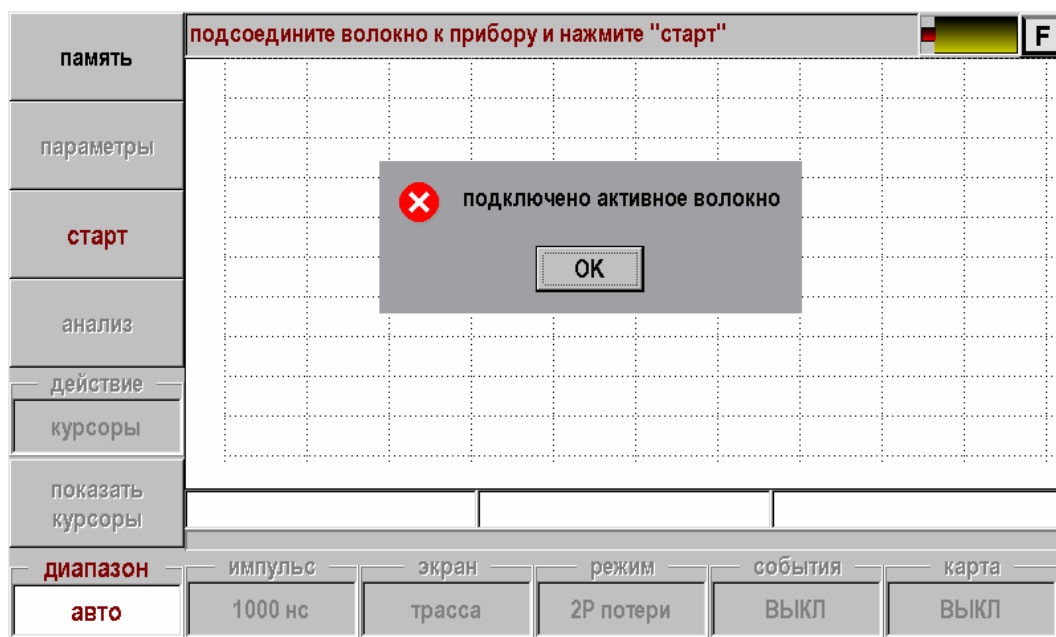 память
подсоедините волокно к прибору и нажмите "старт"
F
параметры
старт
анализ
действие
курсоры
показать
курсоры
подключено активное волокно
OK
диапазон
авто
импульс
1000 нс
экран
трасса
режим
2Р потери
события
ВЫКЛ
карта
ВЫКЛ